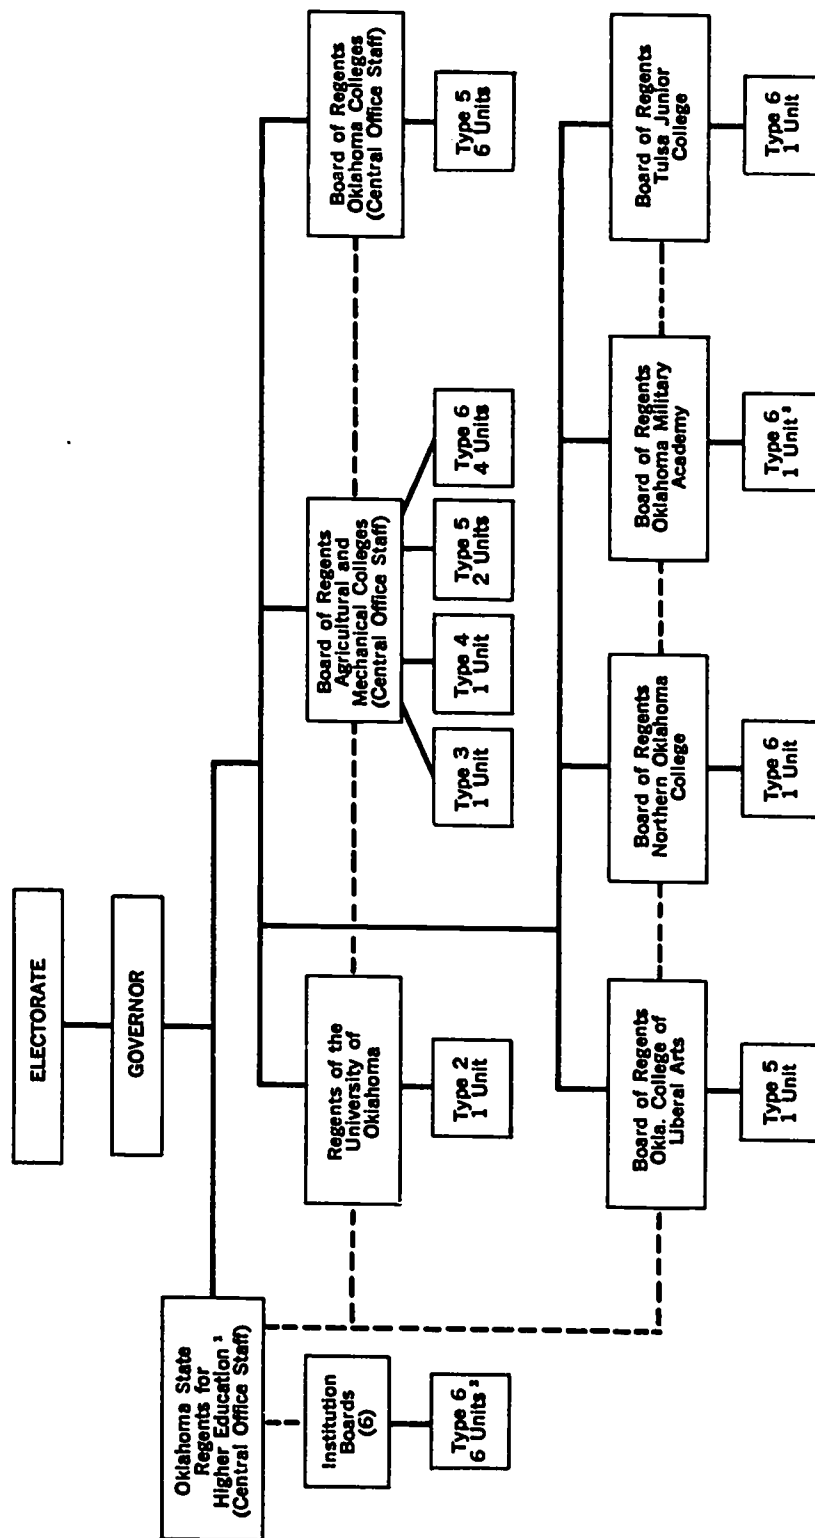 ELECTORATE
GOVERNOR
Oklahoma State
Regents for
Higher Education ¹
(Central Office Staff)
Institution
Boards
(6)
Type 6
6 Units ²
Regents of the
University of
Oklahoma
Type 2
1 Unit
Board of Regents
Agricultural and
Mechanical Colleges
(Central Office Staff)
Type 3
1 Unit
Type 4
1 Unit
Type 5
2 Units
Type 6
4 Units
Board of Regents
Oklahoma Colleges
(Central Office Staff)
Type 5
6 Units
Board of Regents
Okla. College of
Liberal Arts
Type 5
1 Unit
Board of Regents
Northern Oklahoma
College
Type 6
1 Unit
Board of Regents
Oklahoma Military
Academy
Type 6
1 Unit ²
Board of Regents
Tulsa Junior
College
Type 6
1 Unit